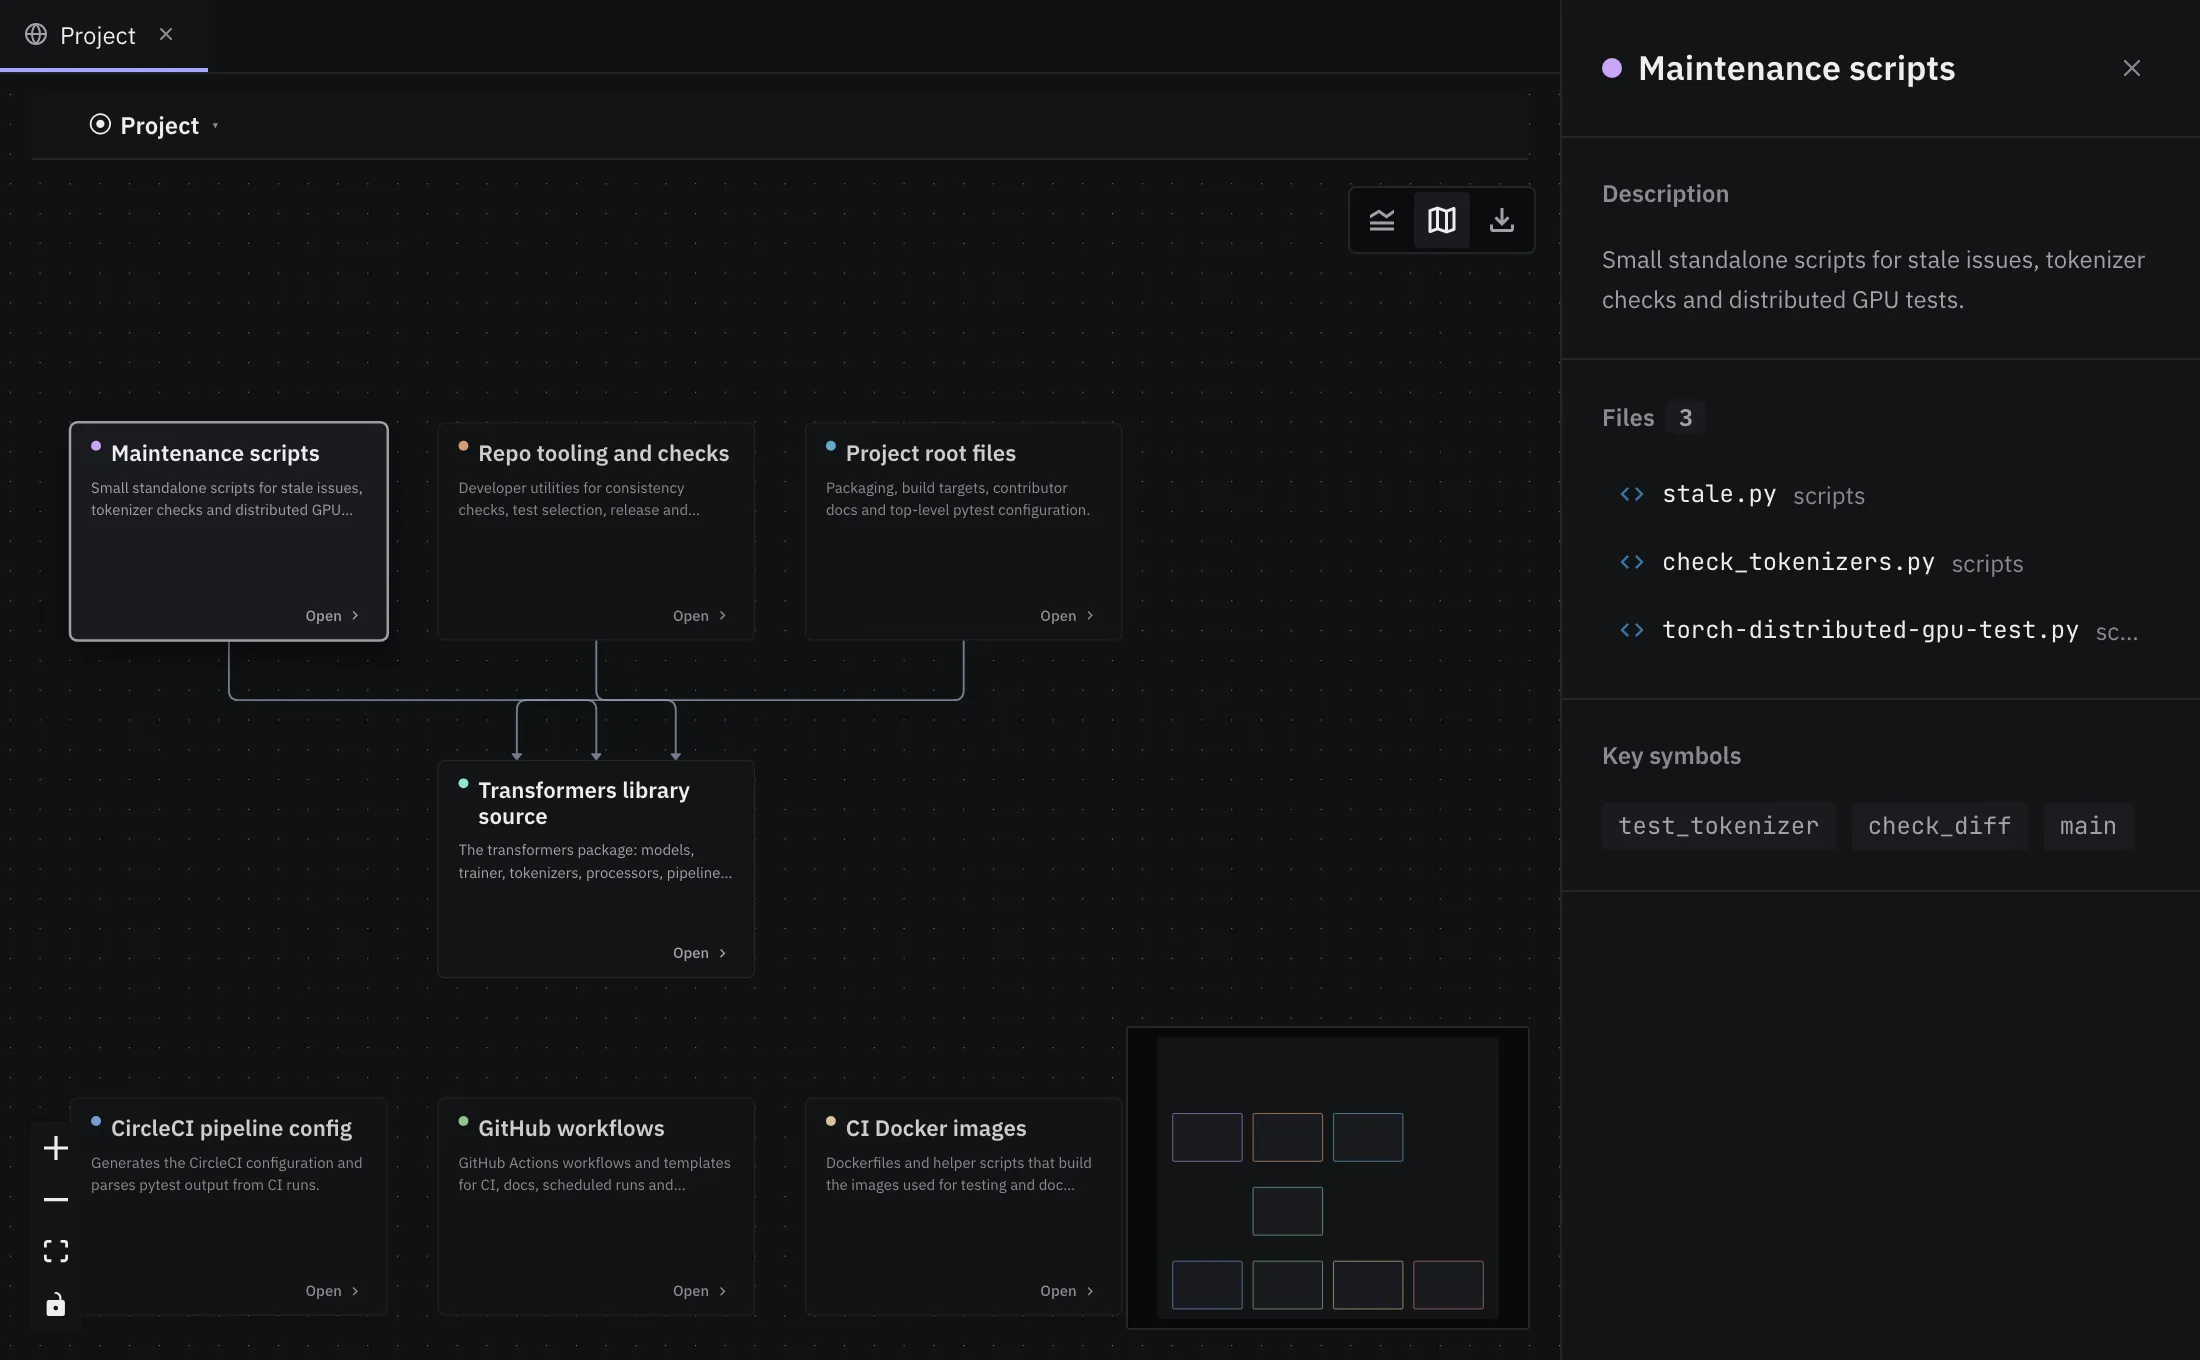 Project
Project
Maintenance scripts
Small standalone scripts for stale issues,
tokenizer checks and distributed GPU...
Open
Repo tooling and checks
Developer utilities for consistency
checks, test selection, release and...
Open
Project root files
Packaging, build targets, contributor
docs and top-level pytest configuration.
Open
Transformers library
source
The transformers package: models,
trainer, tokenizers, processors, pipeline...
Open
CircleCI pipeline config
Generates the CircleCI configuration and
parses pytest output from CI runs.
Open
GitHub workflows
GitHub Actions workflows and templates
for CI, docs, scheduled runs and...
Open
CI Docker images
Dockerfiles and helper scripts that build
the images used for testing and doc...
Open
Maintenance scripts
Description
Small standalone scripts for stale issues, tokenizer
checks and distributed GPU tests.
Files 3
stale.py scripts
check_tokenizers.py scripts
torch-distributed-gpu-test.py sc...
Key symbols
test_tokenizer check_diff main